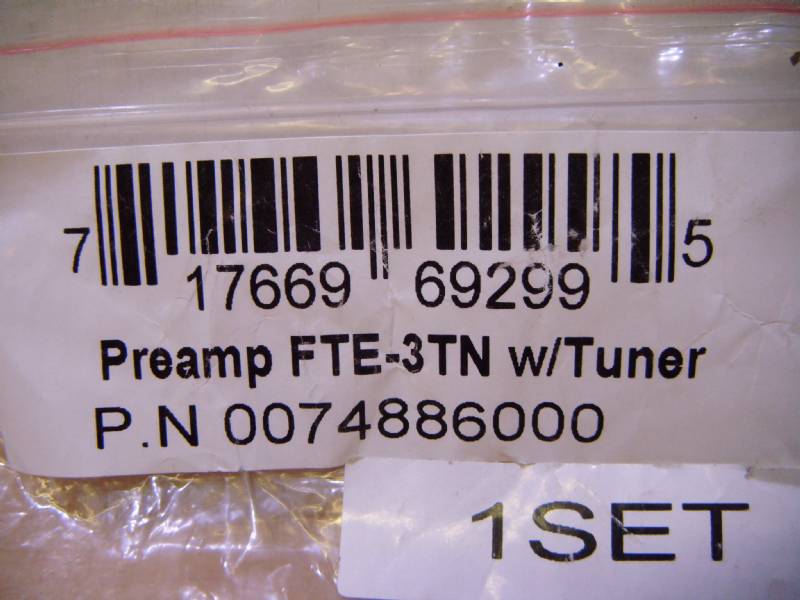 7 17669 69299 5
Preamp FTE-3TN w/Tuner
P.N 0074886000
1SET